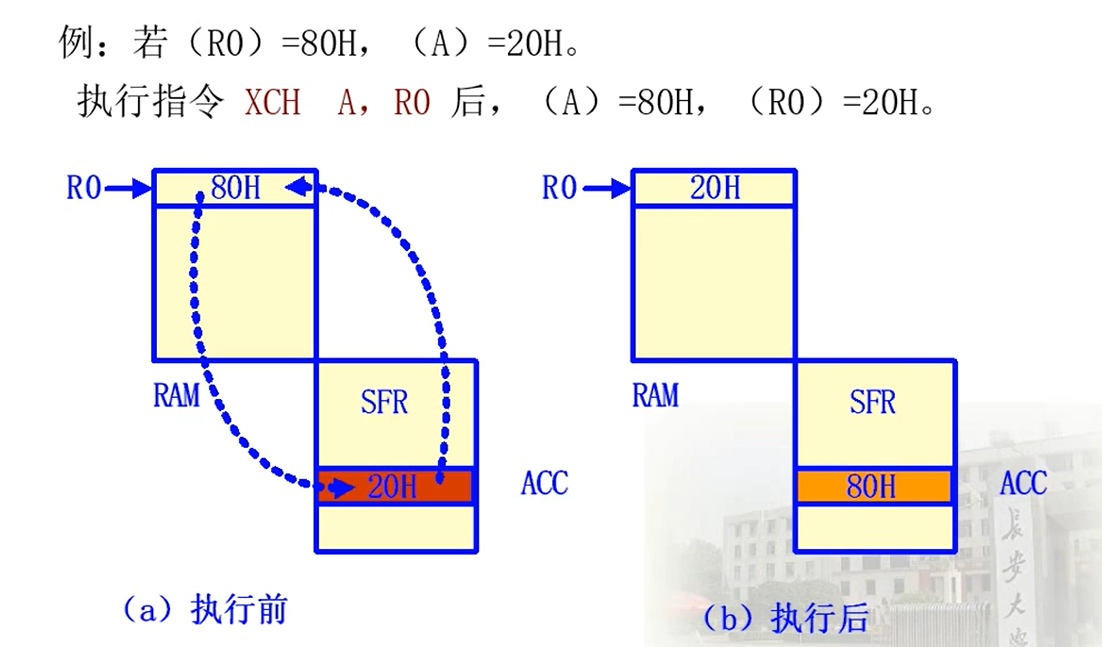 例：若（R0）=80H，（A）=20H。
执行指令 XCH A，R0 后，（A）=80H，（R0）=20H。
R0
80H
RAM
SFR
20H
ACC
（a）执行前
R0
20H
RAM
SFR
80H
ACC
（b）执行后
长安大学